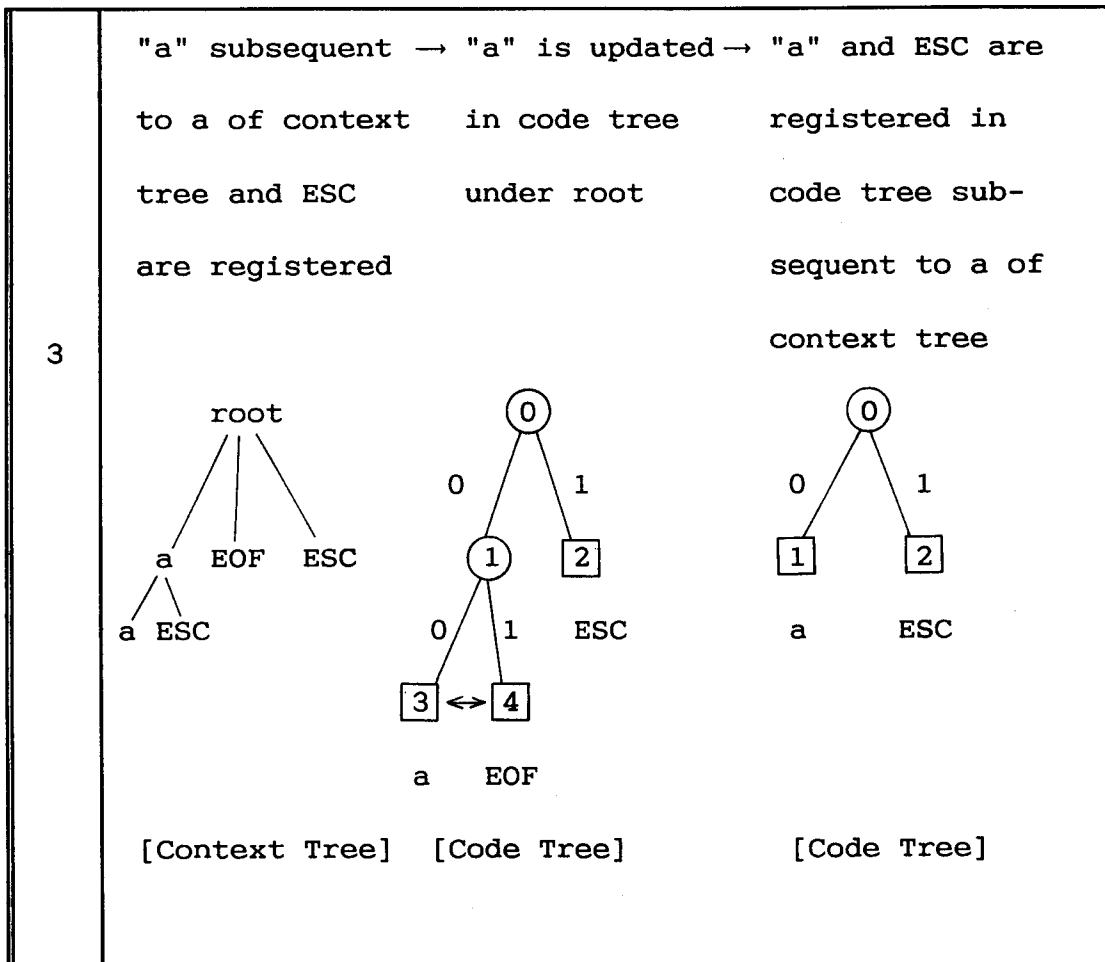 "a" subsequent → "a" is updated → "a" and ESC are
to a of context in code tree registered in
tree and ESC under root code tree sub-
are registered sequent to a of
3 context tree
root 0 0
0 1 0 1
a EOF ESC 1 2 1 2
a ESC 0 1 ESC a ESC
3 ↔ 4
a EOF
[Context Tree] [Code Tree] [Code Tree]